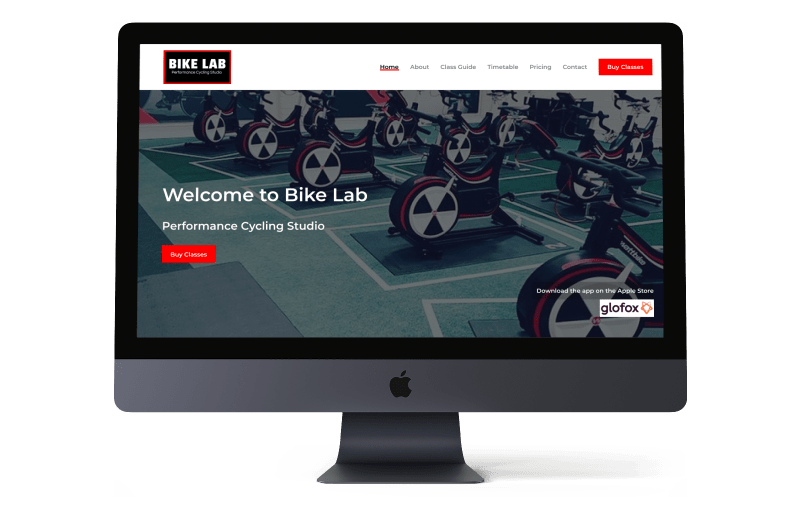 BIKE LAB
Performance Cycling Studio
Home About Class Guide Timetable Pricing Contact Buy Classes
Welcome to Bike Lab
Performance Cycling Studio
Buy Classes
wattbike
Download the app on the Apple Store
glofox